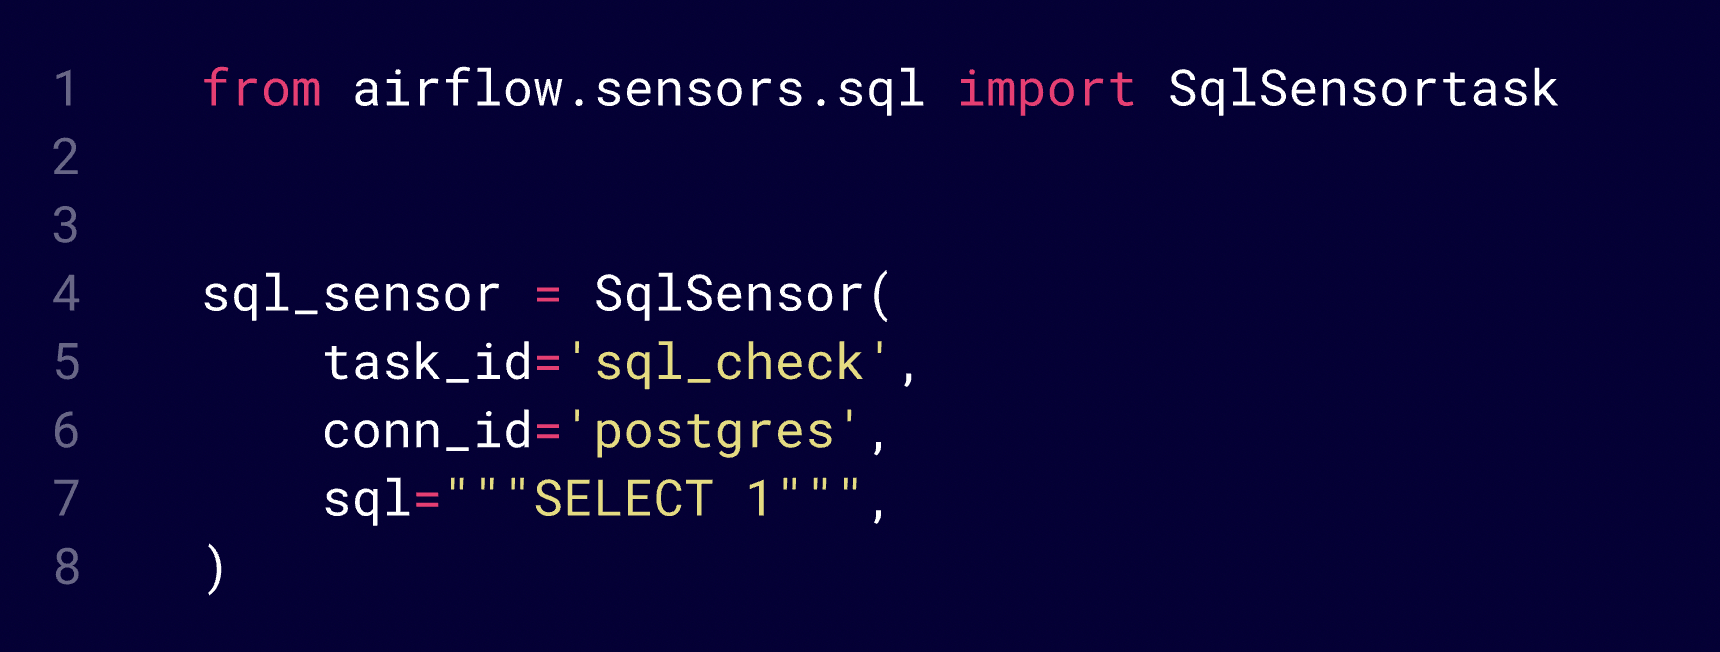 1 from airflow.sensors.sql import SqlSensortask
2
3
4 sql_sensor = SqlSensor(
5 task_id='sql_check',
6 conn_id='postgres',
7 sql="""SELECT 1""",
8 )